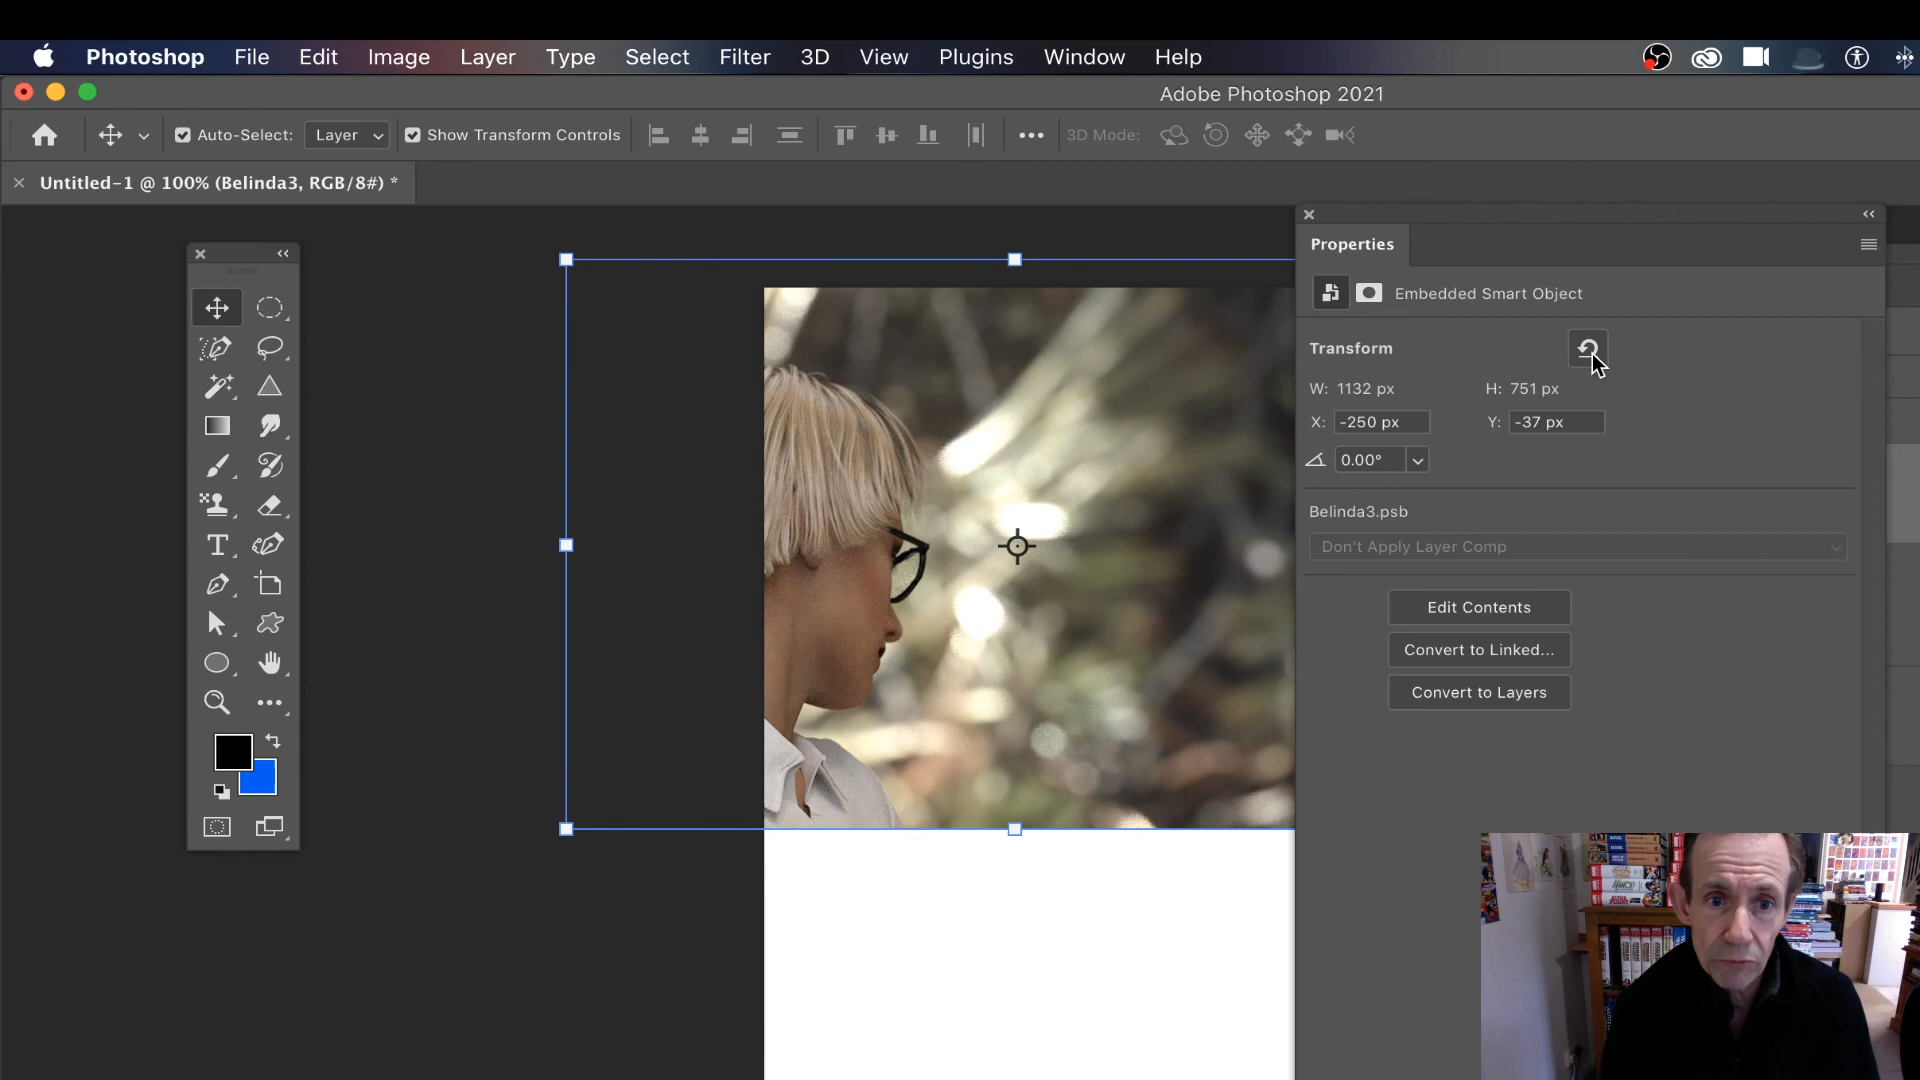 Photoshop File Edit Image Layer Type Select Filter 3D View Plugins Window Help
Adobe Photoshop 2021
Auto-Select: Layer Show Transform Controls 3D Mode:
Untitled-1 @ 100% (Belinda3, RGB/8#) *
Properties
Embedded Smart Object
Transform
W: 1132 px H: 751 px
X: -250 px Y: -37 px
0.00°
Belinda3.psb
Don't Apply Layer Comp
Edit Contents
Convert to Linked...
Convert to Layers